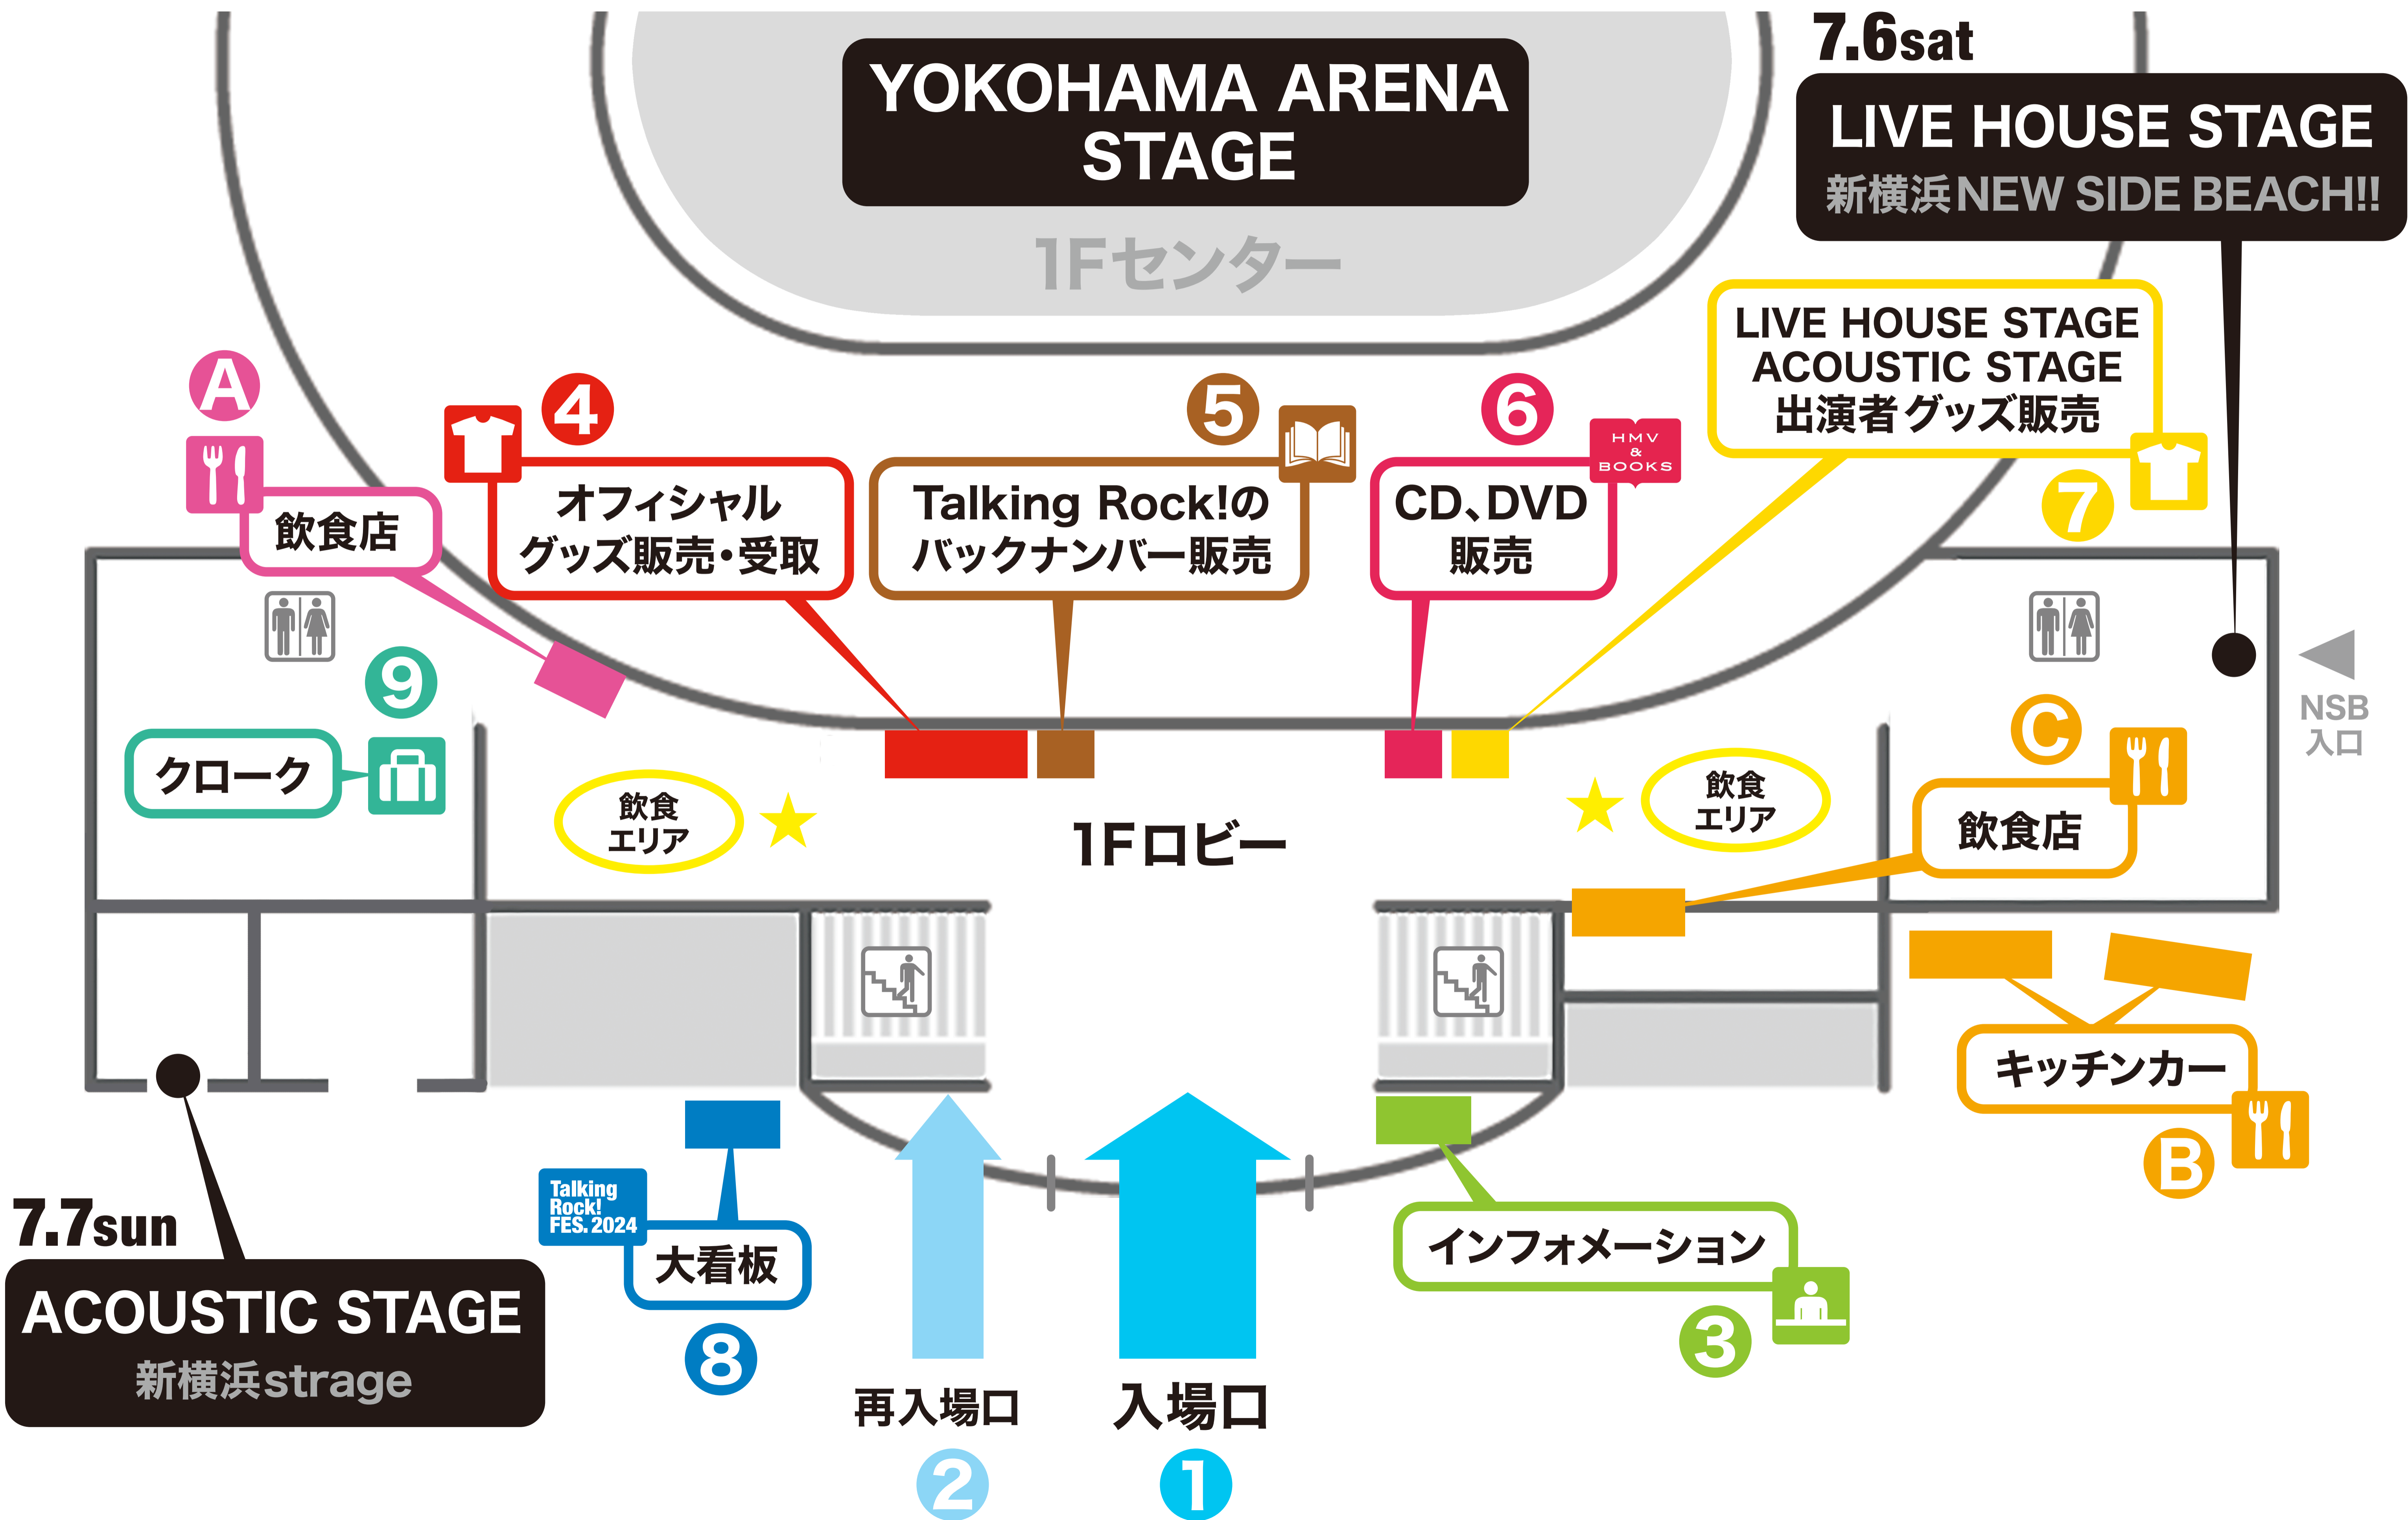 7.6sat
YOKOHAMA ARENA
STAGE
1Fセンター
LIVE HOUSE STAGE
新横浜NEW SIDE BEACH!!
A
飲食店
4
オフィシャル
グッズ販売・受取
5
Talking Rock!の
バックナンバー販売
6
HMV
&
BOOKS
CD、DVD
販売
LIVE HOUSE STAGE
ACOUSTIC STAGE
出演者グッズ販売
7
9
クローク
飲食
エリア
1Fロビー
飲食
エリア
C
飲食店
NSB
入口
キッチンカー
B
7.7sun
ACOUSTIC STAGE
新横浜strage
Talking
Rock!
FES.2024
大看板
8
再入場口
2
入場口
1
インフォメーション
3